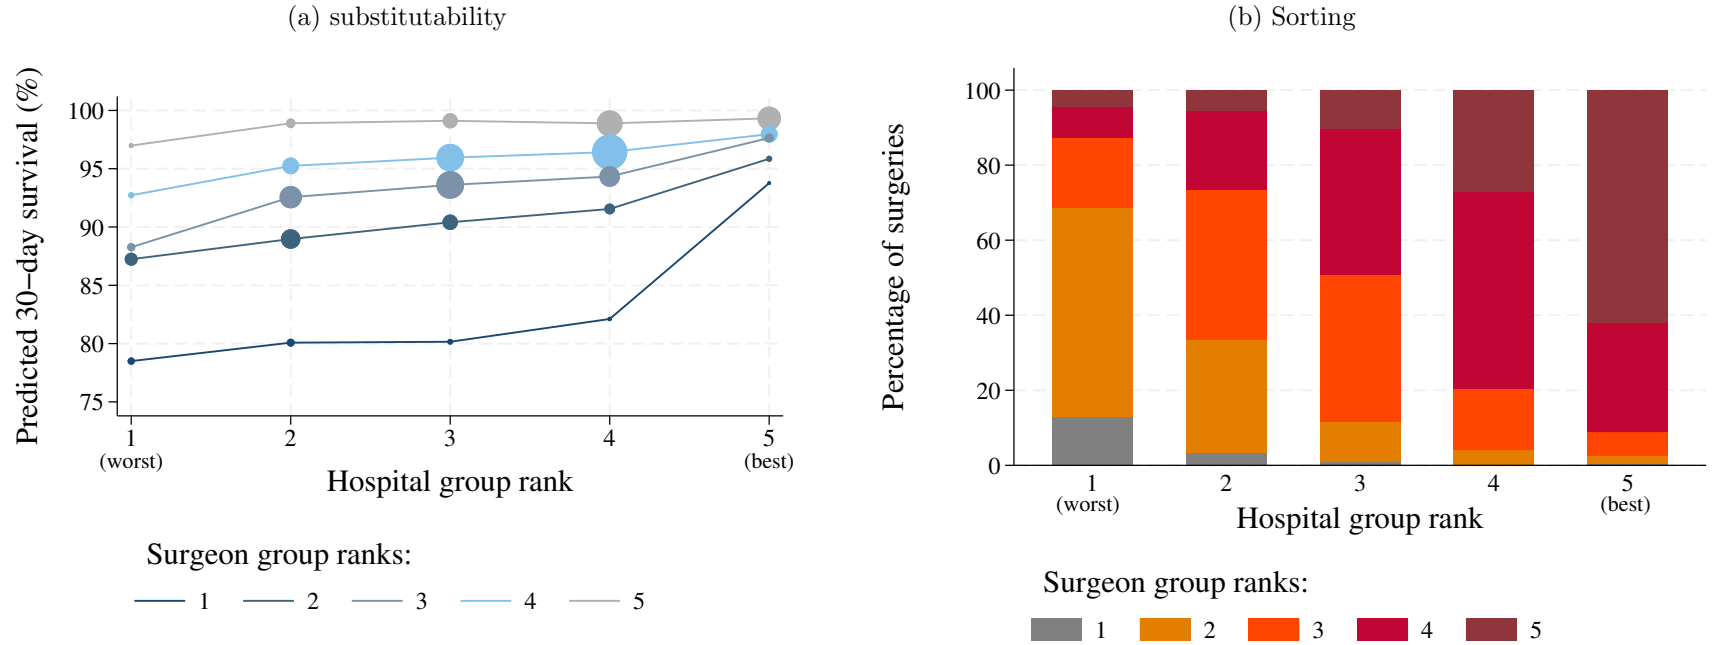 (a) substitutability
Predicted 30−day survival (%)
100
95
90
85
80
75
1 2 3 4 5
(worst) (best)
Hospital group rank
Surgeon group ranks:
1 2 3 4 5
(b) Sorting
Percentage of surgeries
100
80
60
40
20
0
1 2 3 4 5
(worst) (best)
Hospital group rank
Surgeon group ranks:
1 2 3 4 5